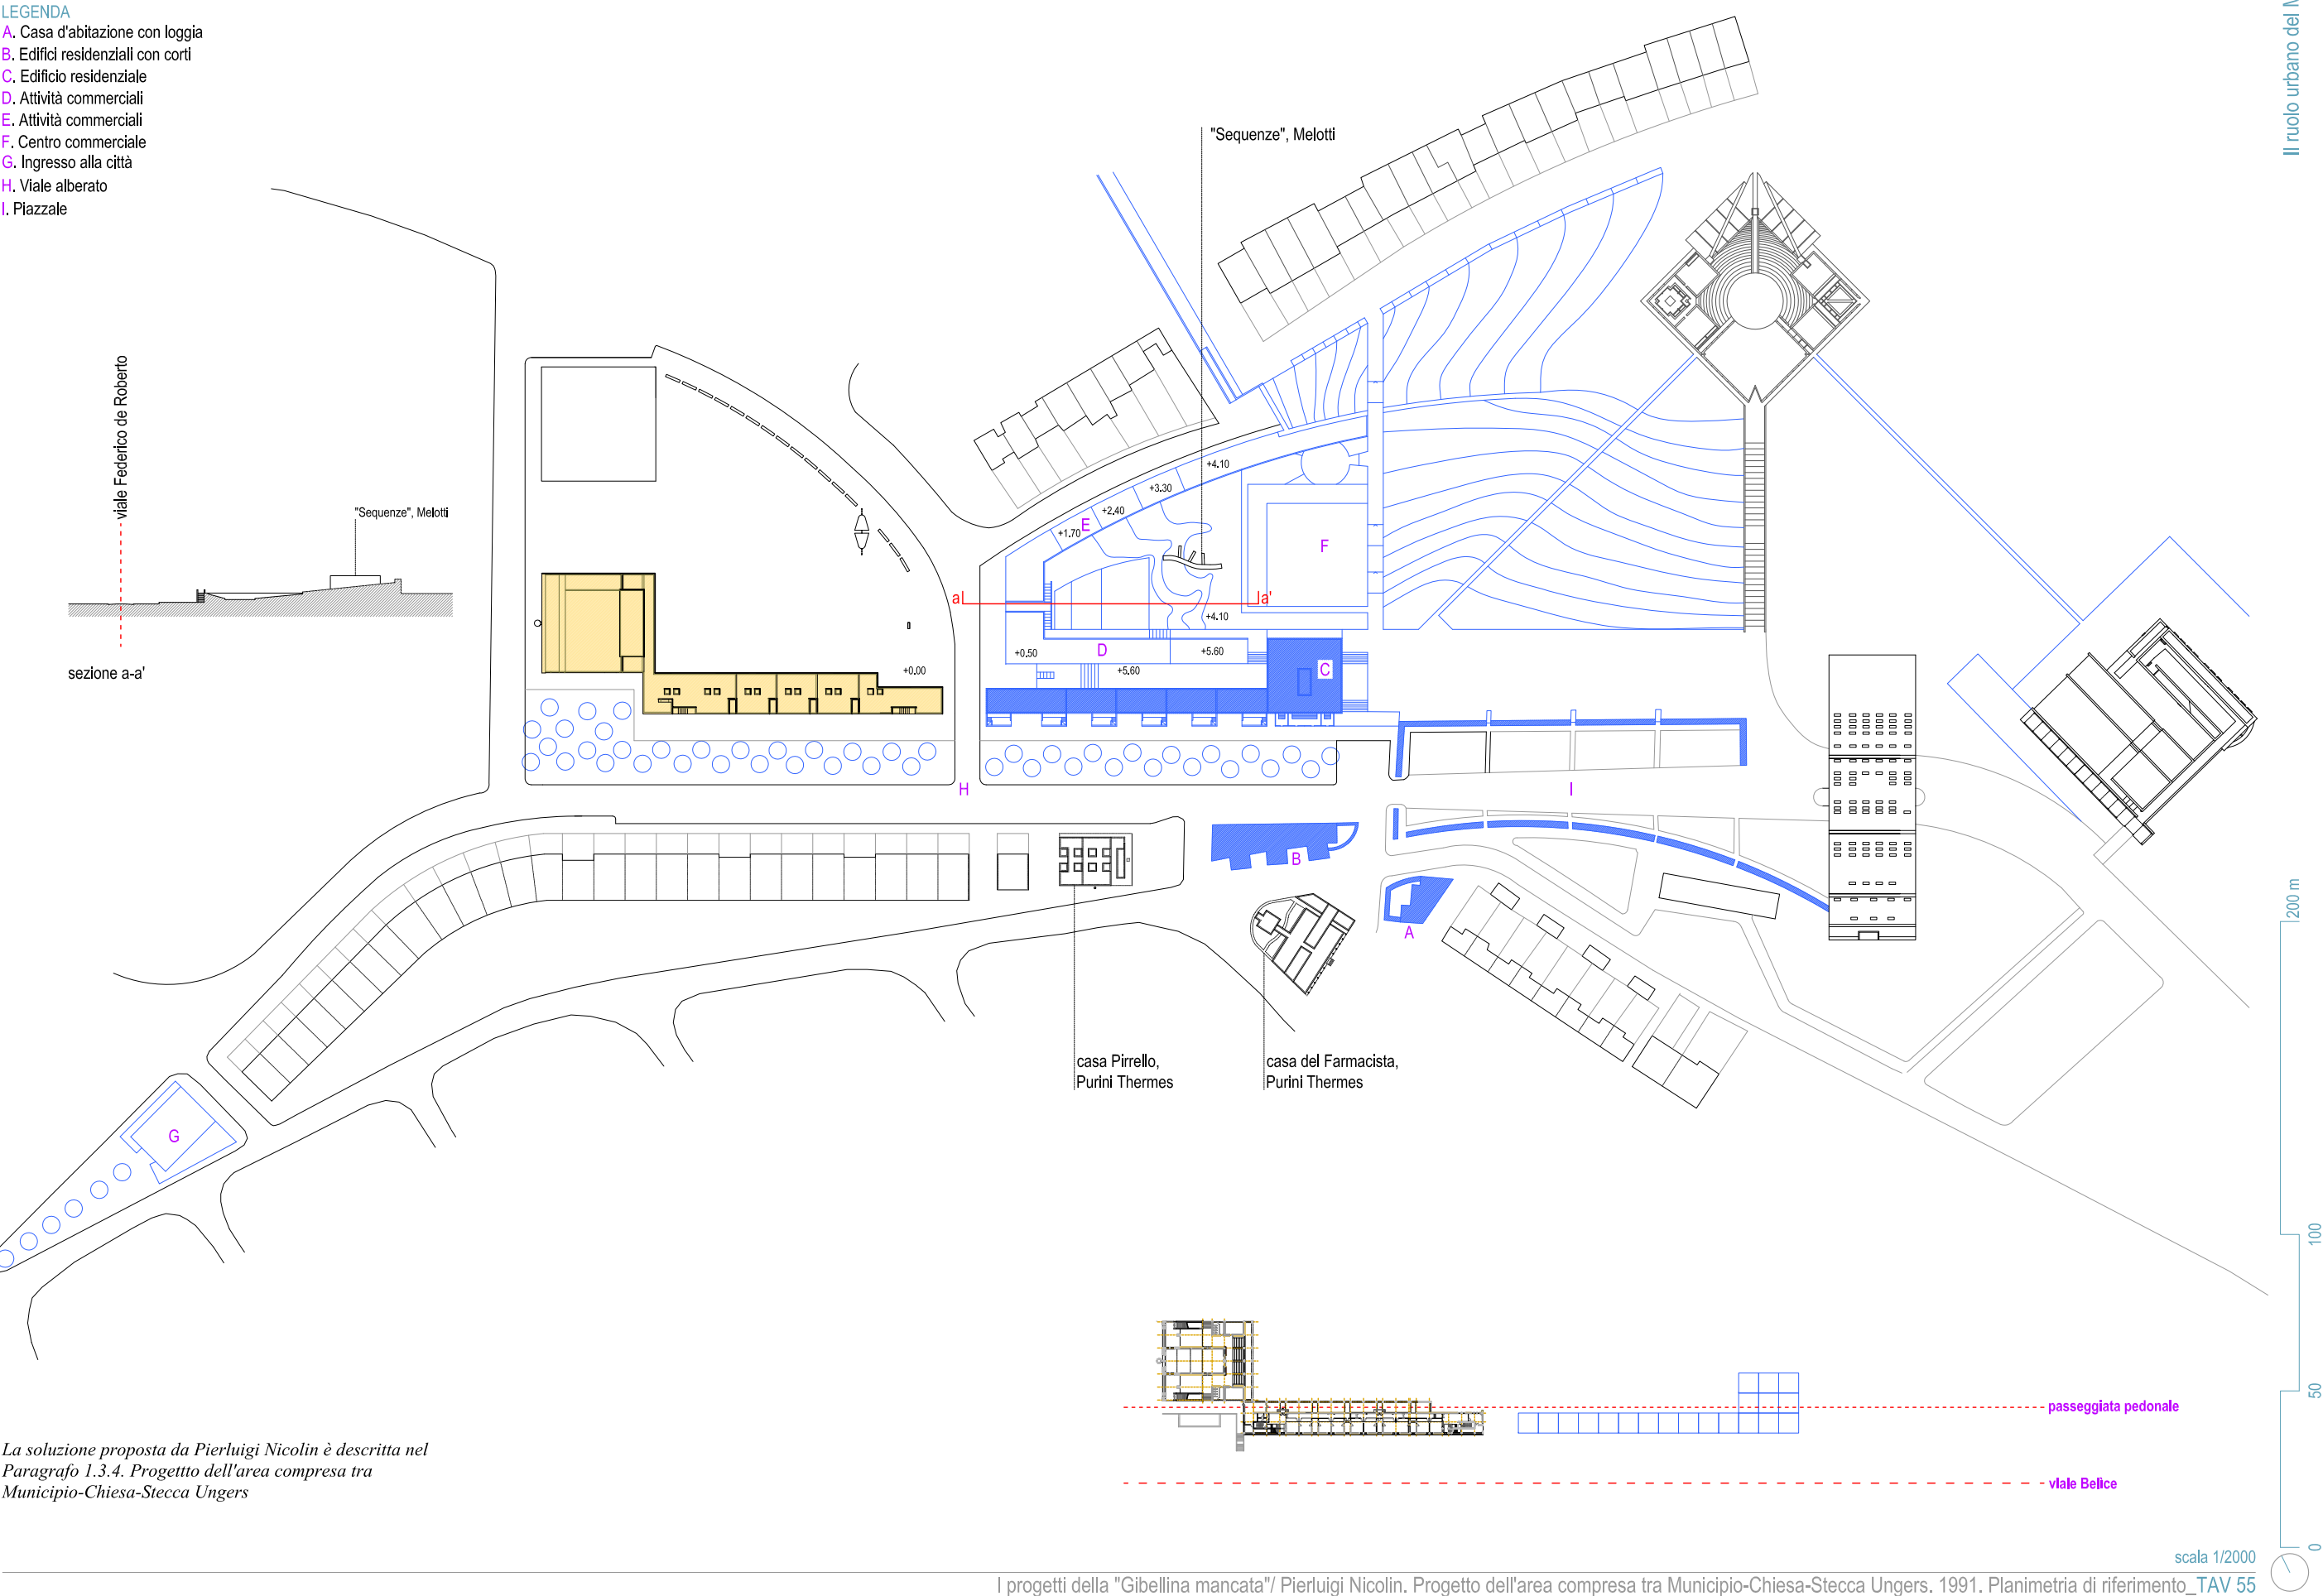 LEGENDA
A. Casa d'abitazione con loggia
B. Edifici residenziali con corti
C. Edificio residenziale
D. Attività commerciali
E. Attività commerciali
F. Centro commerciale
G. Ingresso alla città
H. Viale alberato
I. Piazzale
Il ruolo urbano del
"Sequenze", Melotti
viale Federico de Roberto
"Sequenze", Melotti
sezione a-a'
+4.10
+3.30
+2.40
E
+1.70
F
a
a'
+4.10
D
+0.50
+5.60
+5.60
C
+0.00
H
I
B
A
casa Pirrello,
Purini Thermes
casa del Farmacista,
Purini Thermes
G
200 m
100
50
0
passeggiata pedonale
viale Belice
La soluzione proposta da Pierluigi Nicolin è descritta nel
Paragrafo 1.3.4. Progettto dell'area compresa tra
Municipio-Chiesa-Stecca Ungers
scala 1/2000
I progetti della "Gibellina mancata"/ Pierluigi Nicolin. Progetto dell'area compresa tra Municipio-Chiesa-Stecca Ungers. 1991. Planimetria di riferimento_TAV 55